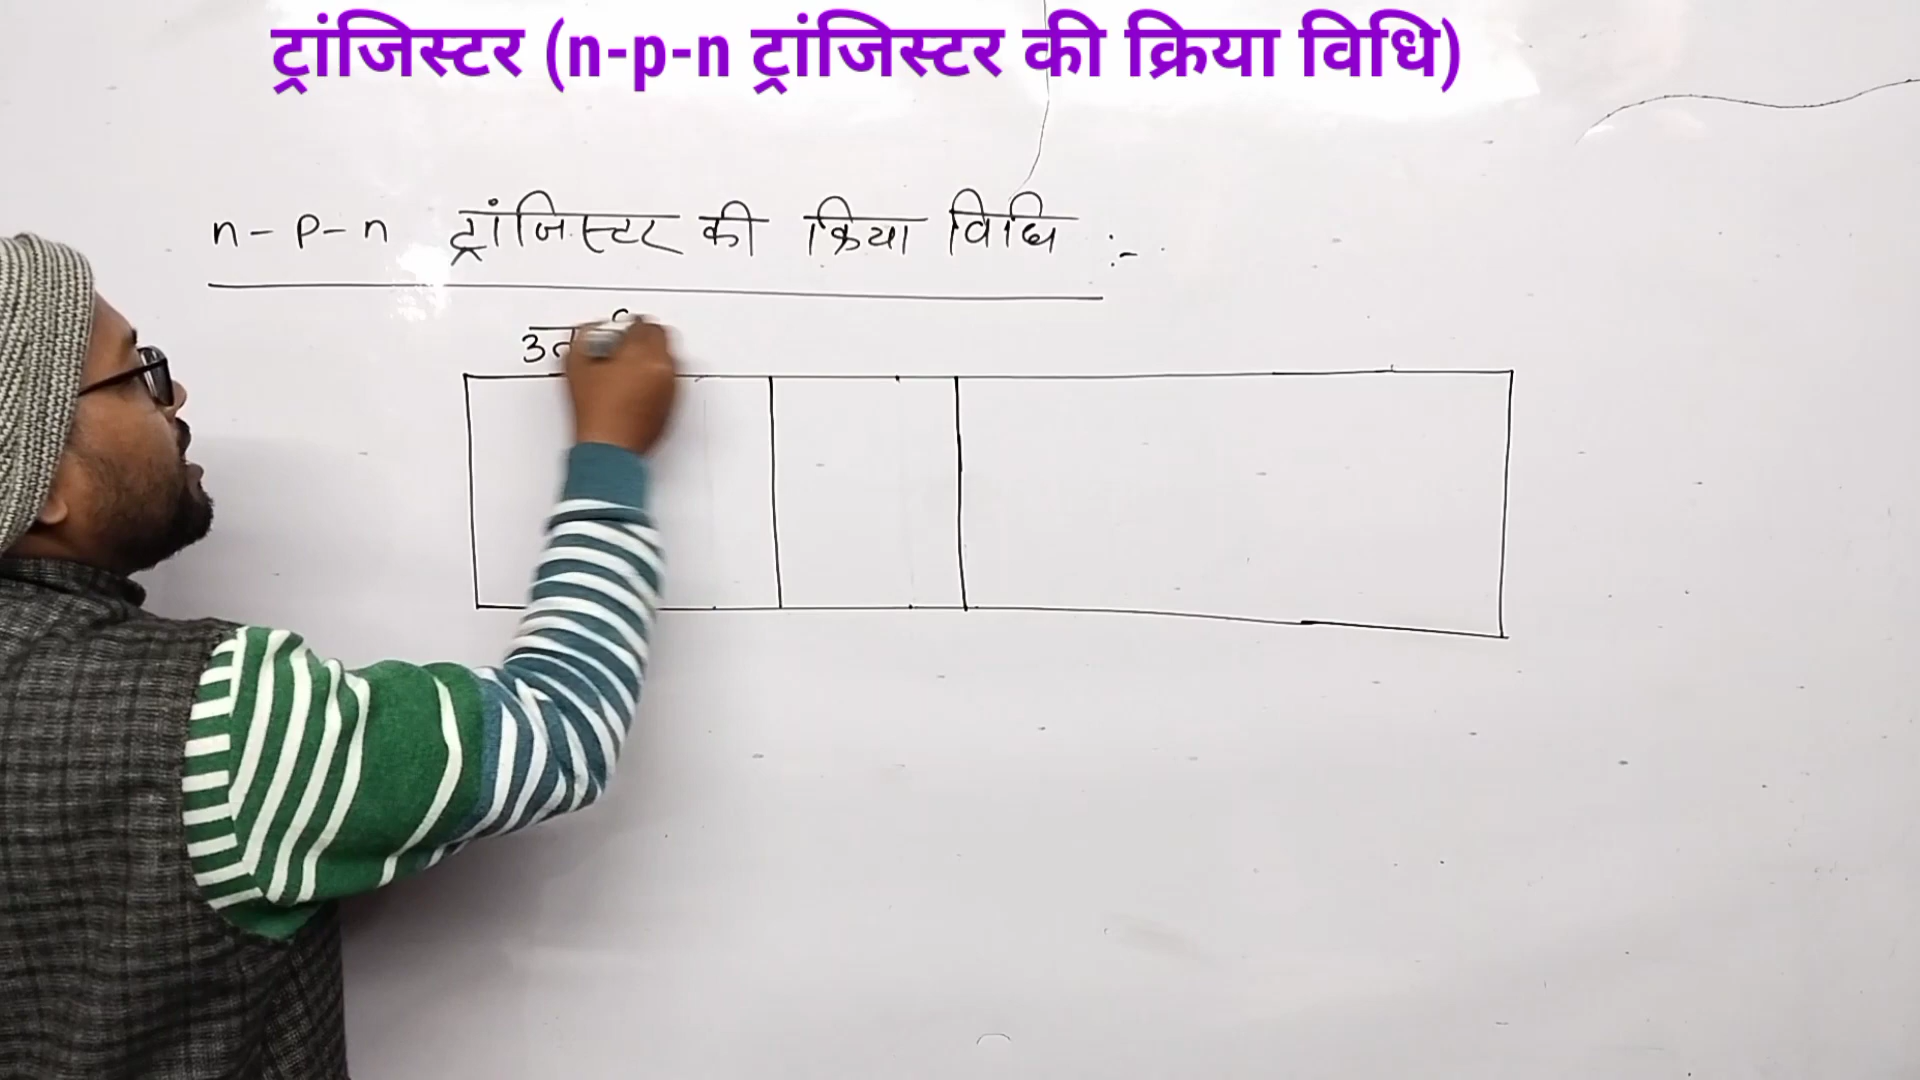 ट्रांजिस्टर (n-p-n ट्रांजिस्टर की क्रिया विधि)
n-p-n ट्रांजिस्टर की क्रिया विधि :-